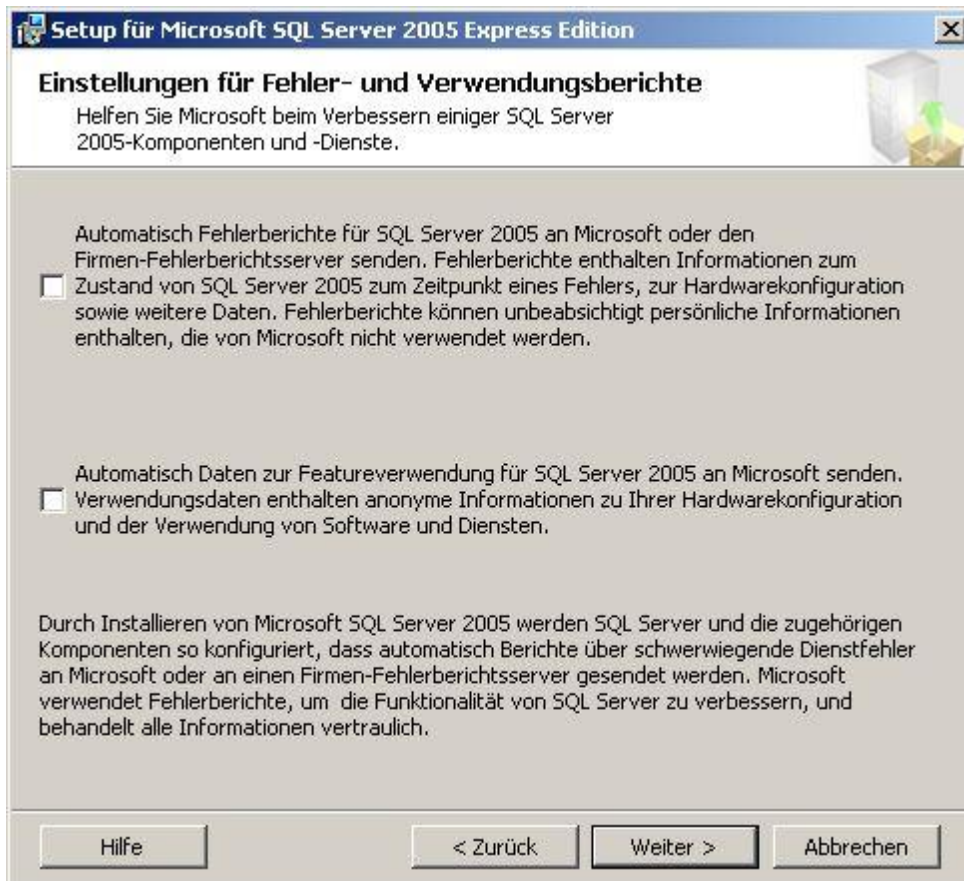 Setup für Microsoft SQL Server 2005 Express Edition
Einstellungen für Fehler- und Verwendungsberichte
Helfen Sie Microsoft beim Verbessern einiger SQL Server
2005-Komponenten und -Dienste.
Automatisch Fehlerberichte für SQL Server 2005 an Microsoft oder den
Firmen-Fehlerberichtsserver senden. Fehlerberichte enthalten Informationen zum
Zustand von SQL Server 2005 zum Zeitpunkt eines Fehlers, zur Hardwarekonfiguration
sowie weitere Daten. Fehlerberichte können unbeabsichtigt persönliche Informationen
enthalten, die von Microsoft nicht verwendet werden.
Automatisch Daten zur Featureverwendung für SQL Server 2005 an Microsoft senden.
Verwendungsdaten enthalten anonyme Informationen zu Ihrer Hardwarekonfiguration
und der Verwendung von Software und Diensten.
Durch Installieren von Microsoft SQL Server 2005 werden SQL Server und die zugehörigen
Komponenten so konfiguriert, dass automatisch Berichte über schwerwiegende Dienstfehler
an Microsoft oder an einen Firmen-Fehlerberichtsserver gesendet werden. Microsoft
verwendet Fehlerberichte, um die Funktionalität von SQL Server zu verbessern, und
behandelt alle Informationen vertraulich.
Hilfe
< Zurück
Weiter >
Abbrechen